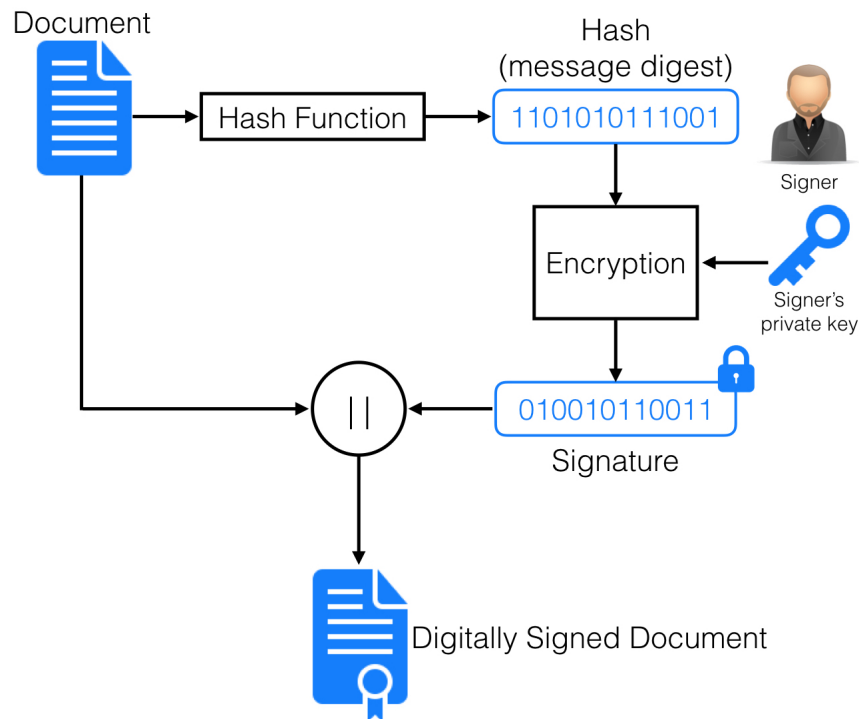 Document
Hash
(message digest)
Hash Function
1101010111001
Signer
Encryption
Signer's
private key
||
010010110011
Signature
Digitally Signed Document